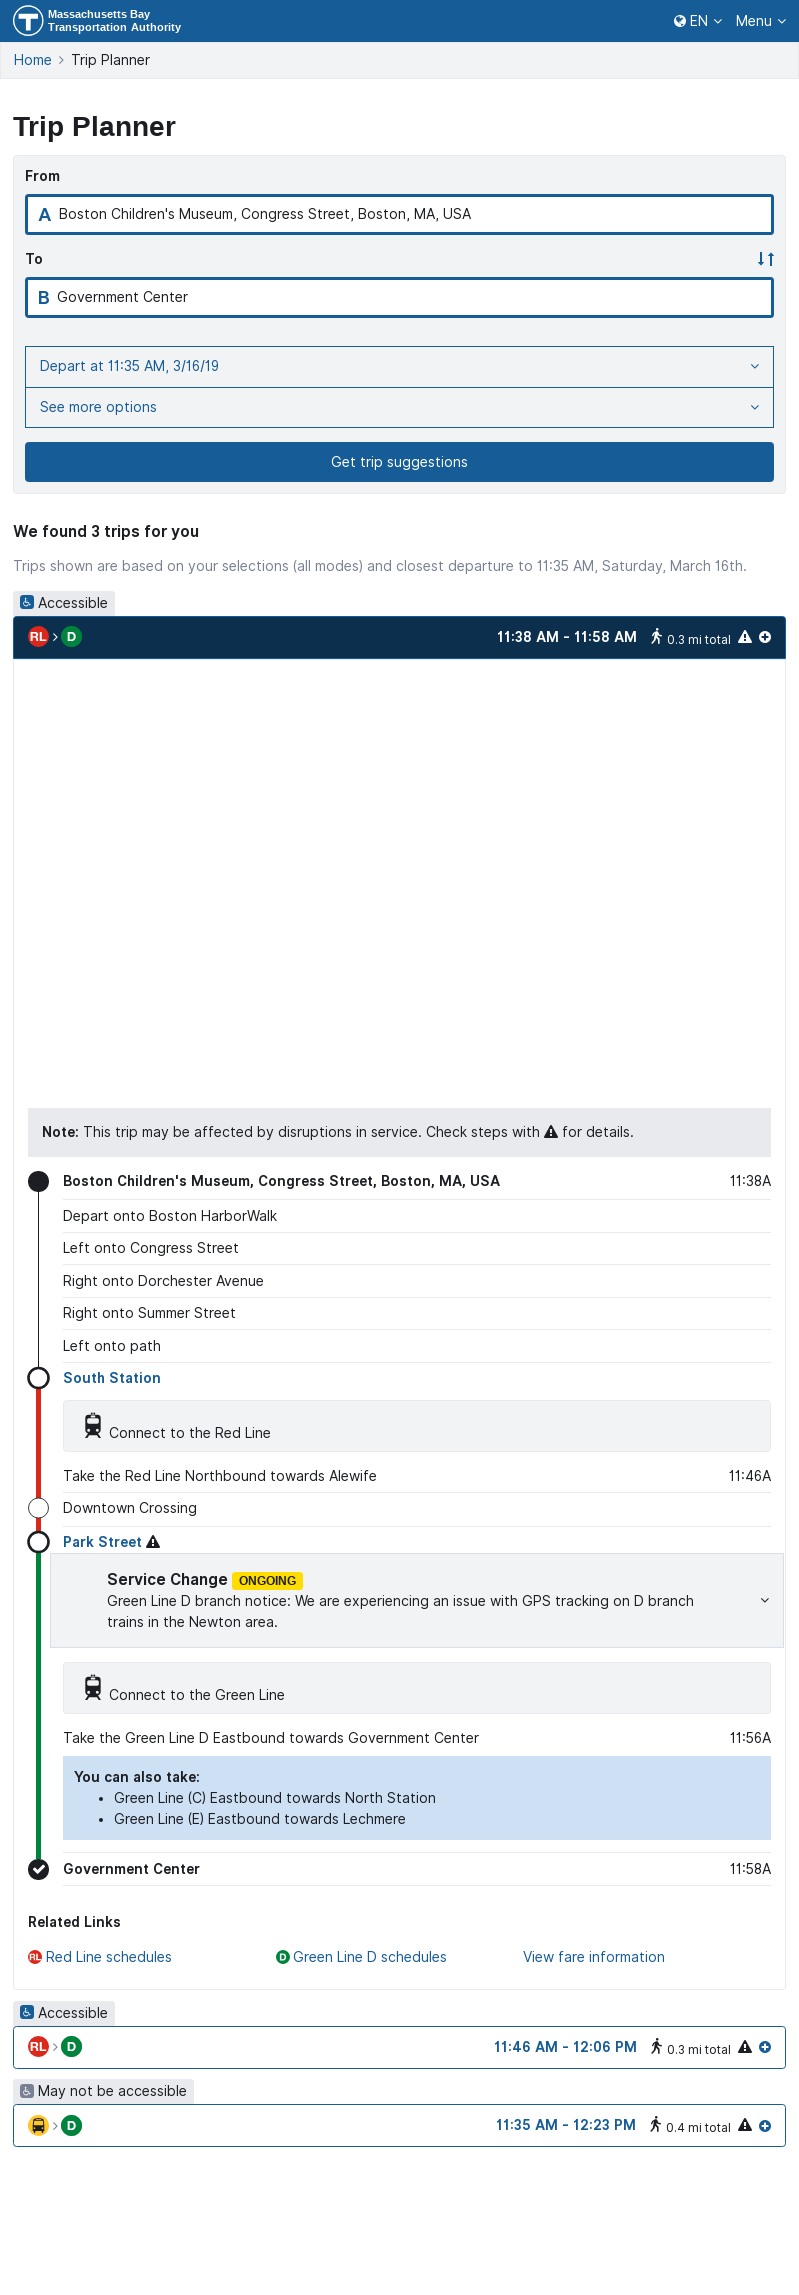 Massachusetts Bay
Transportation Authority
EN
Menu
Home
Trip Planner
Trip Planner
From
A Boston Children's Museum, Congress Street, Boston, MA, USA
To
B Government Center
Depart at 11:35 AM, 3/16/19
See more options
Get trip suggestions
We found 3 trips for you
Trips shown are based on your selections (all modes) and closest departure to 11:35 AM, Saturday, March 16th.
Accessible
RL D 11:38 AM - 11:58 AM 0.3 mi total
Note: This trip may be affected by disruptions in service. Check steps with for details.
Boston Children's Museum, Congress Street, Boston, MA, USA 11:38A
Depart onto Boston HarborWalk
Left onto Congress Street
Right onto Dorchester Avenue
Right onto Summer Street
Left onto path
South Station
Connect to the Red Line
Take the Red Line Northbound towards Alewife 11:46A
Downtown Crossing
Park Street
Service Change ONGOING
Green Line D branch notice: We are experiencing an issue with GPS tracking on D branch
trains in the Newton area.
Connect to the Green Line
Take the Green Line D Eastbound towards Government Center 11:56A
You can also take:
• Green Line (C) Eastbound towards North Station
• Green Line (E) Eastbound towards Lechmere
Government Center 11:58A
Related Links
RL Red Line schedules
D Green Line D schedules
View fare information
Accessible
RL D 11:46 AM - 12:06 PM 0.3 mi total
May not be accessible
D 11:35 AM - 12:23 PM 0.4 mi total